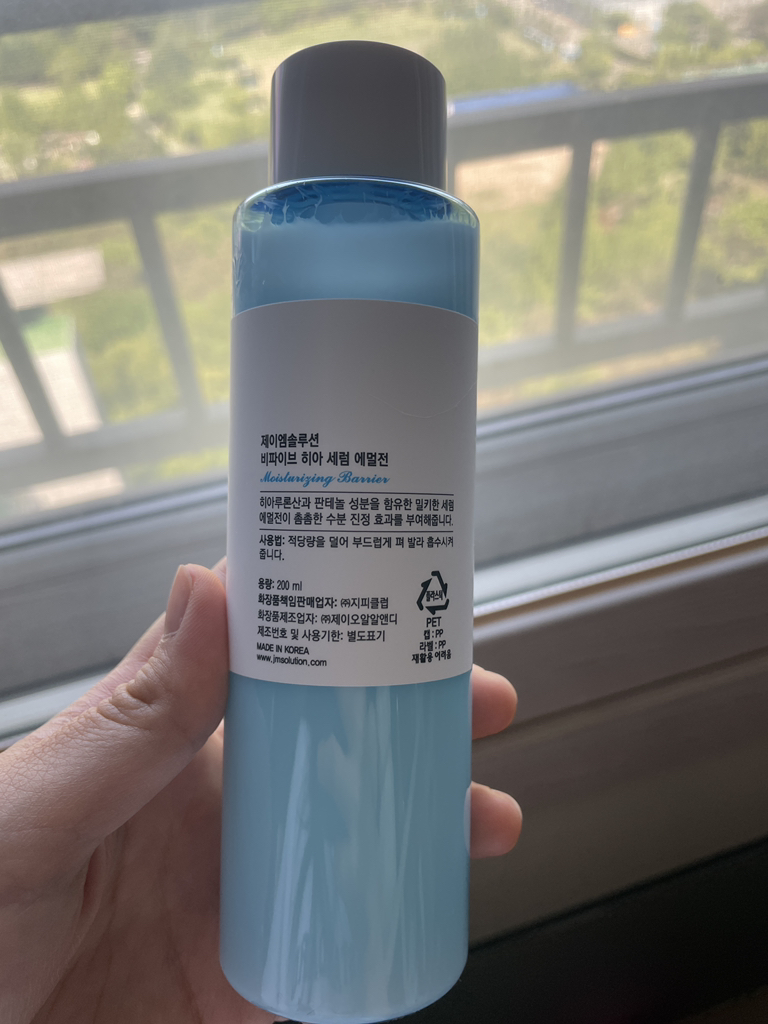 제이엠솔루션
비파이브 히아 세럼 에멀전
Moisturizing Barrier
히아루론산과 판테놀 성분을 함유한 밀키한 세럼
에멀전이 촘촘한 수분 진정 효과를 부여해줍니다.
사용법: 적당량을 덜어 부드럽게 펴 발라 흡수시켜
줍니다.
용량: 200 ml
화장품책임판매업자: ㈜지피클럽
화장품제조업자: ㈜제이오알앤디
제조번호 및 사용기한: 별도표기
MADE IN KOREA
www.jmsolution.com
플라스틱
PET
캡 : PP
라벨 : PP
재활용 어려움